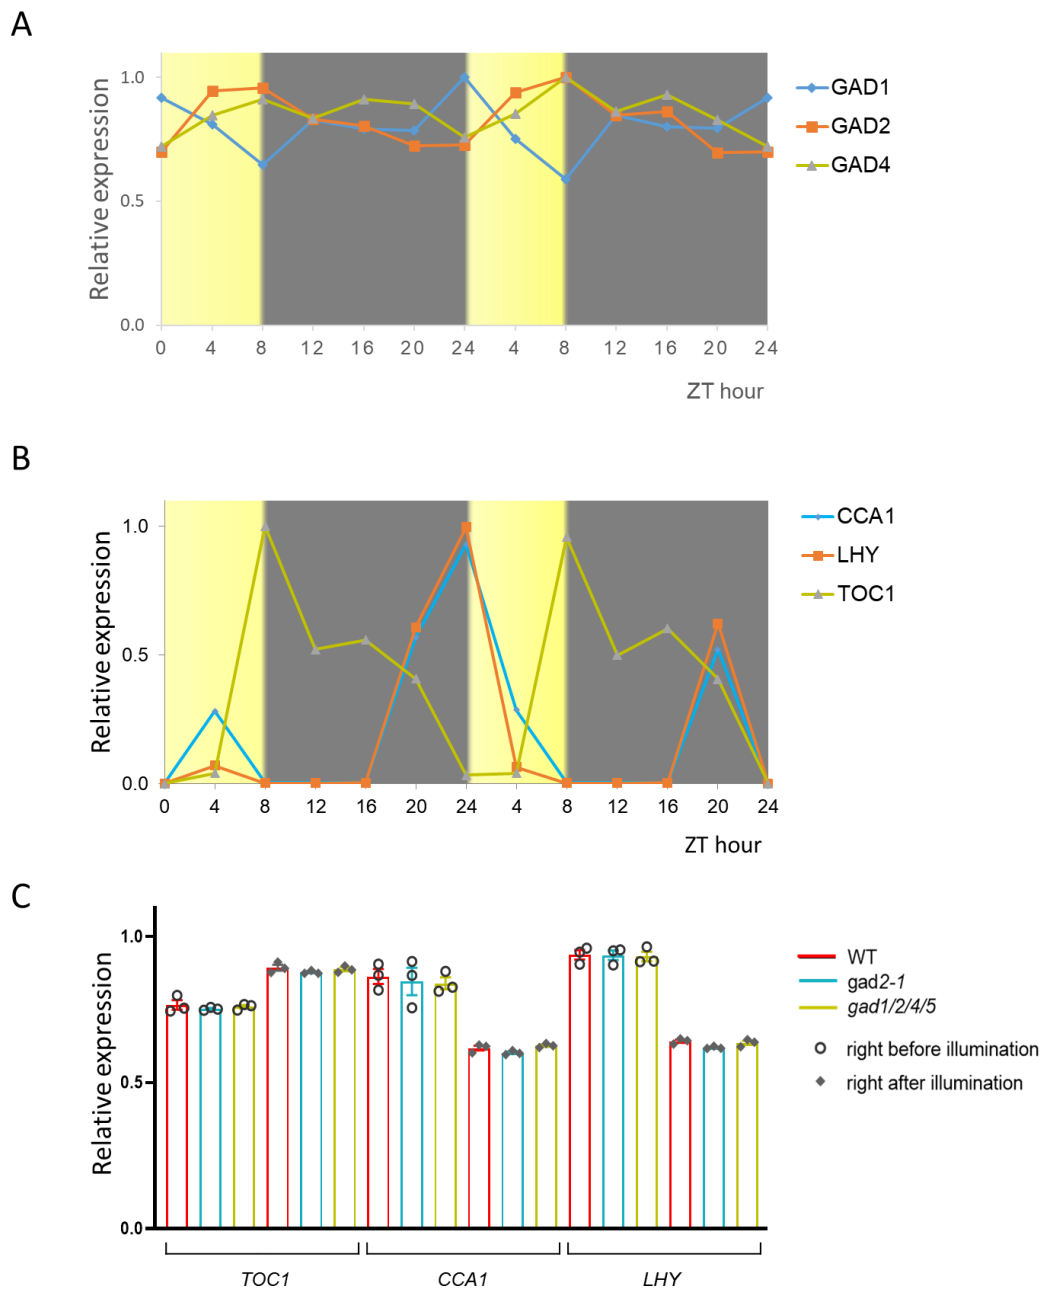 A
Relative expression
1.0
0.5
0.0
0 4 8 12 16 20 24 4 8 12 16 20 24
ZT hour
GAD1
GAD2
GAD4
B
Relative expression
1.0
0.5
0.0
0 4 8 12 16 20 24 4 8 12 16 20 24
ZT hour
CCA1
LHY
TOC1
C
Relative expression
1.0
0.5
0.0
TOC1 CCA1 LHY
WT
gad2-1
gad1/2/4/5
right before illumination
right after illumination